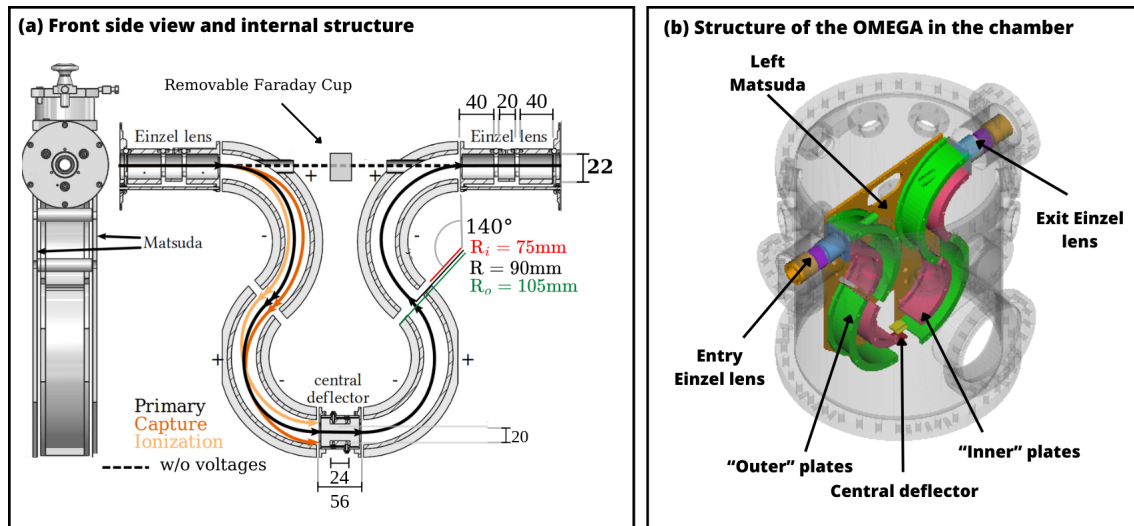 (a) Front side view and internal structure
Removable Faraday Cup
Einzel lens
40 20 40
Einzel lens
22
+
+
Matsuda
-
-
140°
R_i = 75mm
R = 90mm
R_o = 105mm
+
-
-
+
central
deflector
Primary
Capture
Ionization
w/o voltages
20
24
56
(b) Structure of the OMEGA in the chamber
Left
Matsuda
Exit Einzel
lens
Entry
Einzel lens
“Outer” plates
“Inner” plates
Central deflector